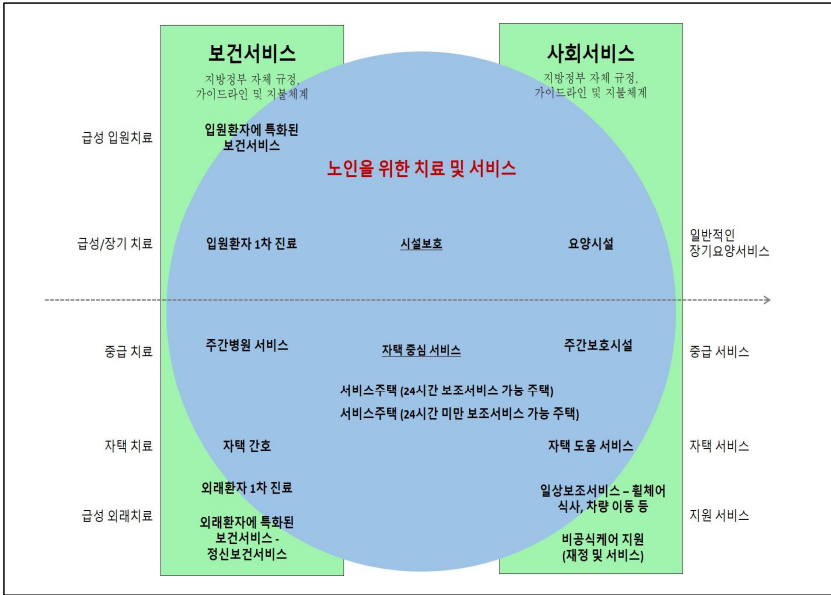 보건서비스
지방정부 자체 규정,
가이드라인 및 지불체계
사회서비스
지방정부 자체 규정,
가이드라인 및 지불체계
급성 입원치료
입원환자에 특화된
보건서비스
노인을 위한 치료 및 서비스
급성/장기 치료
입원환자 1차 진료
시설보호
요양시설
일반적인
장기요양서비스
중급 치료
주간병원 서비스
자택 중심 서비스
주간보호시설
중급 서비스
서비스주택 (24시간 보조서비스 가능 주택)
서비스주택 (24시간 미만 보조서비스 가능 주택)
자택 치료
자택 간호
자택 도움 서비스
자택 서비스
급성 외래치료
외래환자 1차 진료
외래환자에 특화된
보건서비스 -
정신보건서비스
일상보조서비스 – 휠체어
식사, 차량 이동 등
비공식케어 지원
(재정 및 서비스)
지원 서비스